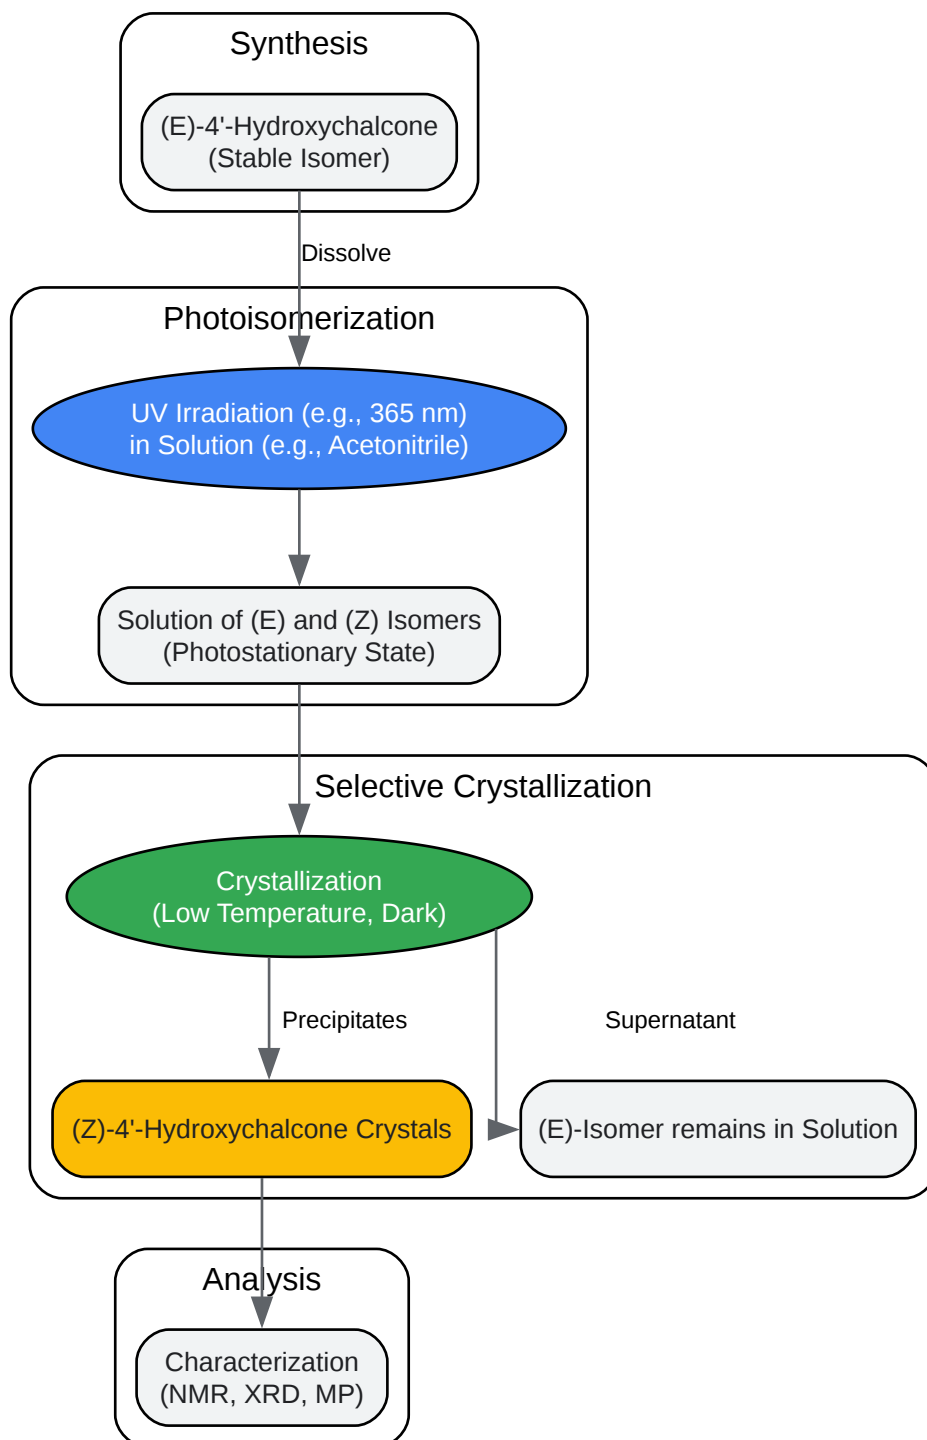 Synthesis
(E)-4'-Hydroxychalcone
(Stable Isomer)
Dissolve
Photoisomerization
UV Irradiation (e.g., 365 nm)
in Solution (e.g., Acetonitrile)
Solution of (E) and (Z) Isomers
(Photostationary State)
Selective Crystallization
Crystallization
(Low Temperature, Dark)
Precipitates
Supernatant
(Z)-4'-Hydroxychalcone Crystals
(E)-Isomer remains in Solution
Analysis
Characterization
(NMR, XRD, MP)